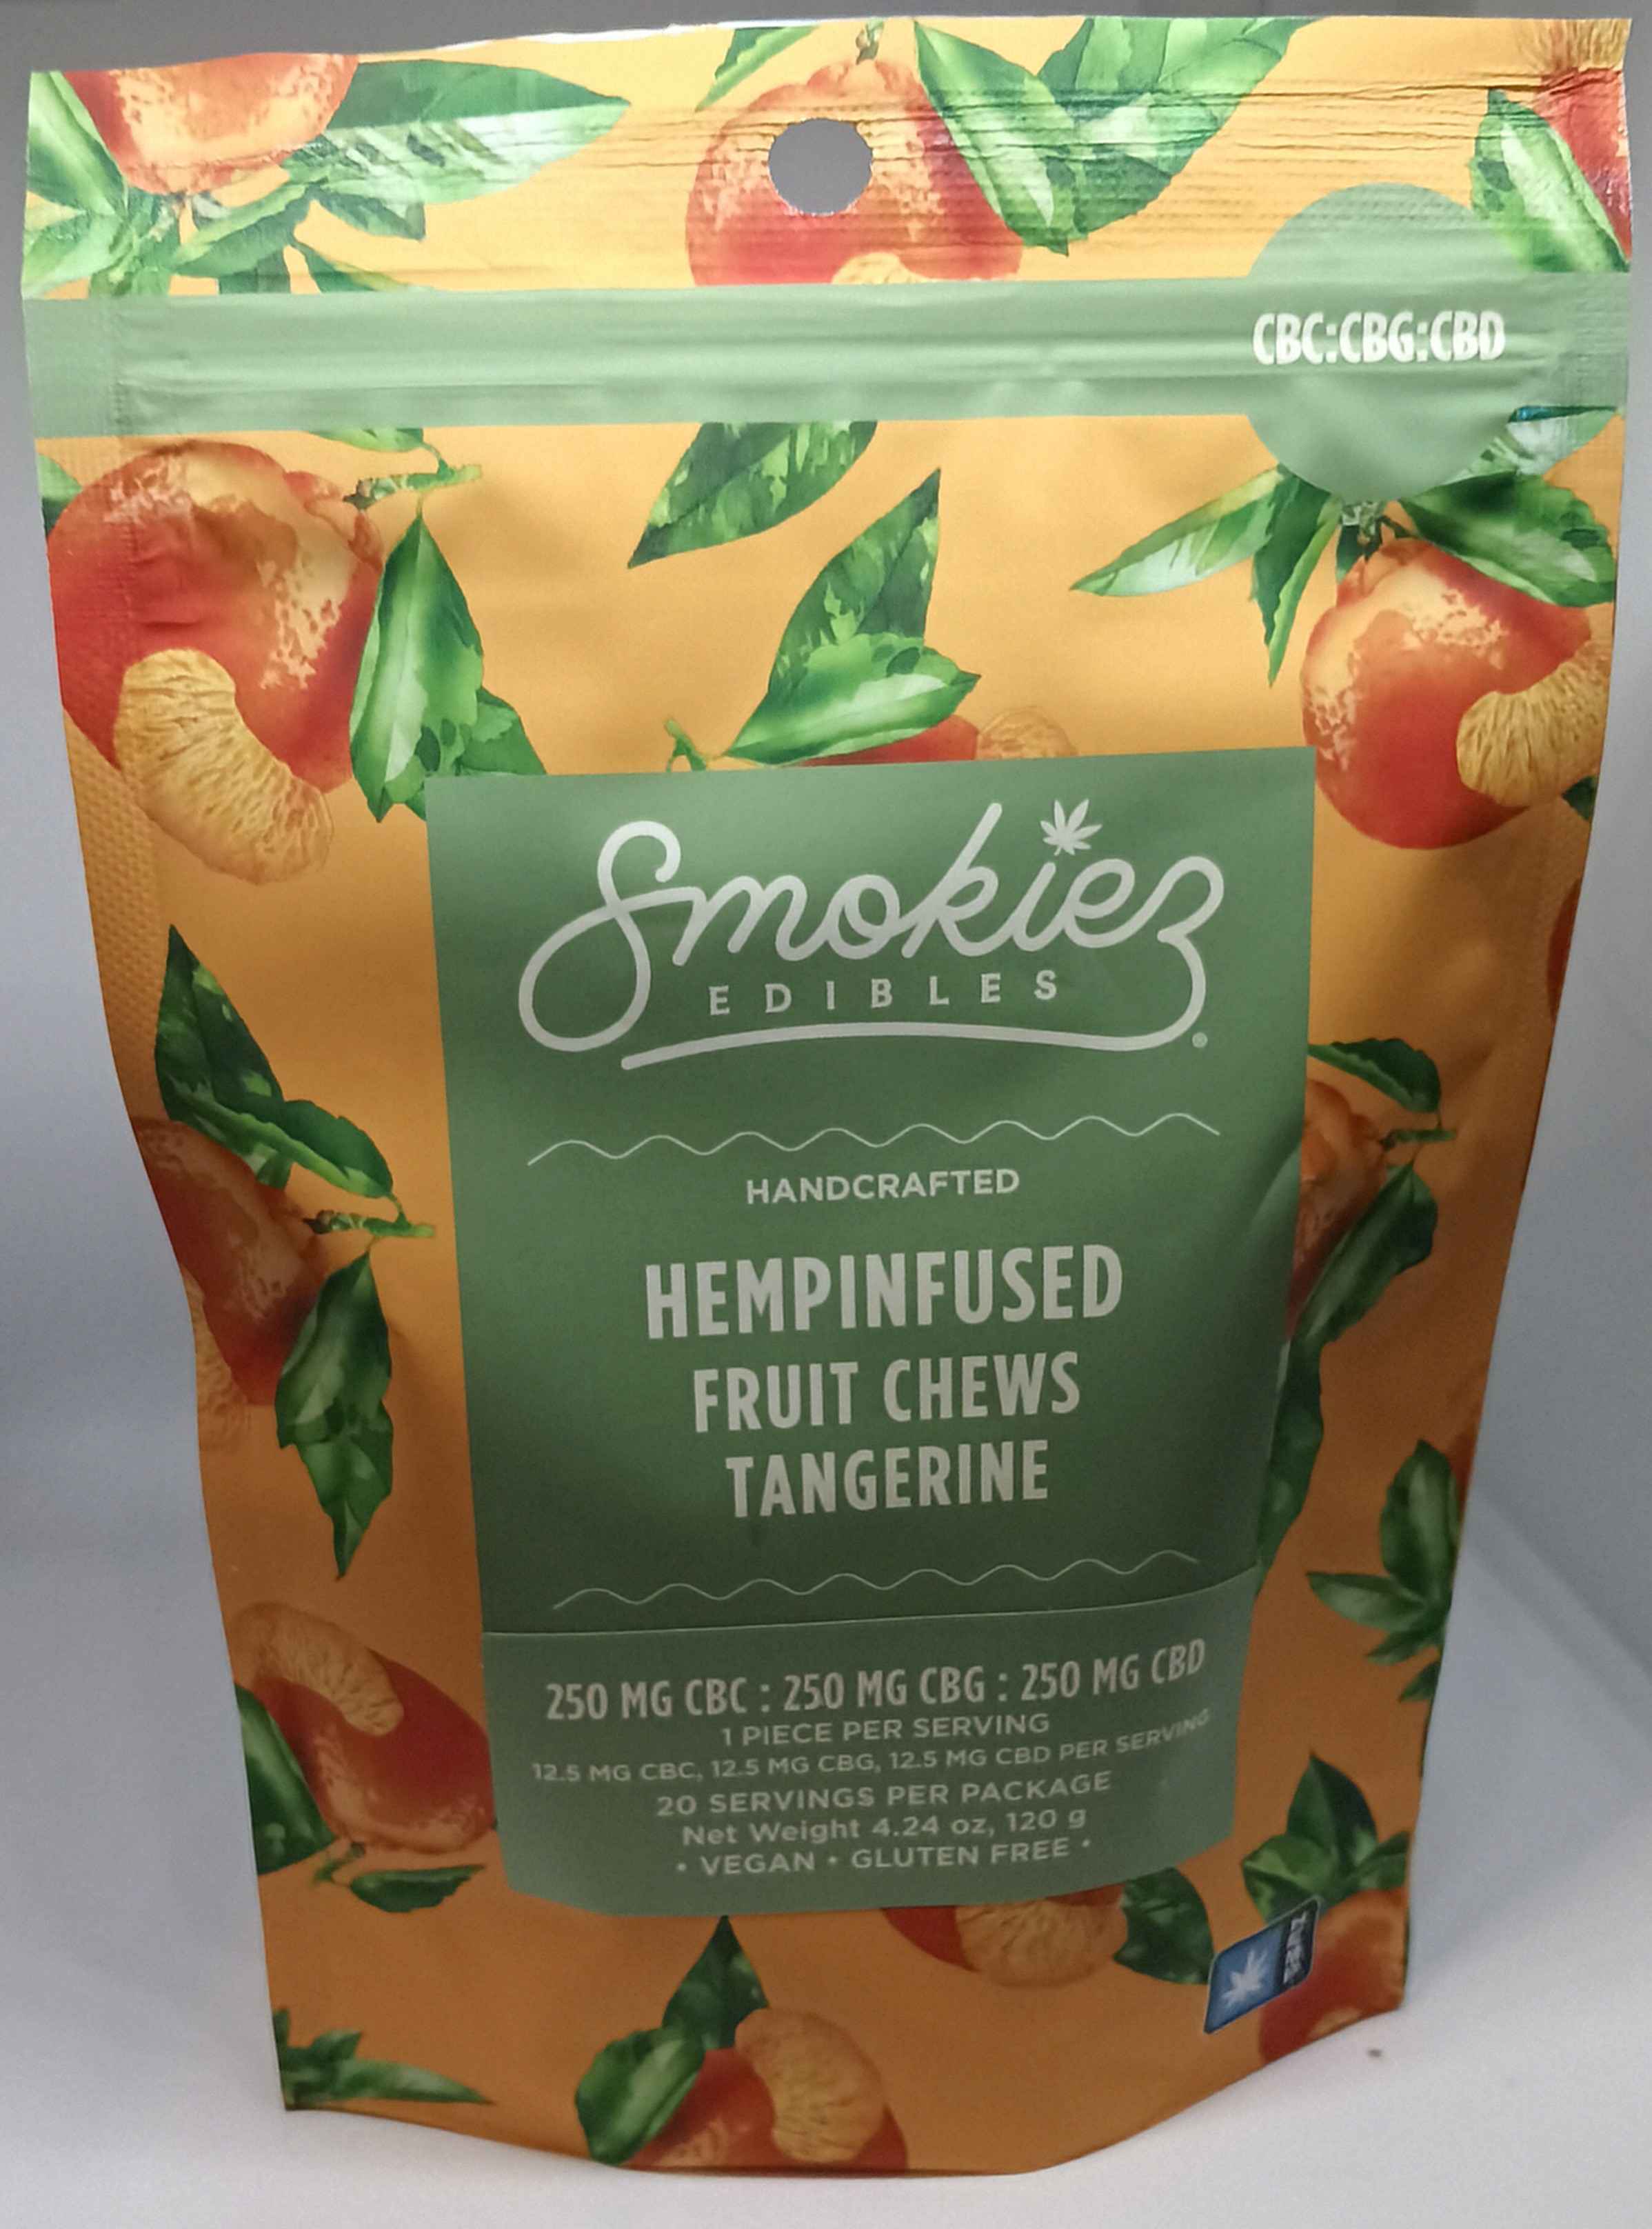 CBC:CBG:CBD
Smokiez
EDIBLES
®
HANDCRAFTED
HEMPINFUSED
FRUIT CHEWS
TANGERINE
250 MG CBC : 250 MG CBG : 250 MG CBD
1 PIECE PER SERVING
12.5 MG CBC, 12.5 MG CBG, 12.5 MG CBD PER SERVING
20 SERVINGS PER PACKAGE
Net Weight 4.24 oz, 120 g
• VEGAN • GLUTEN FREE •